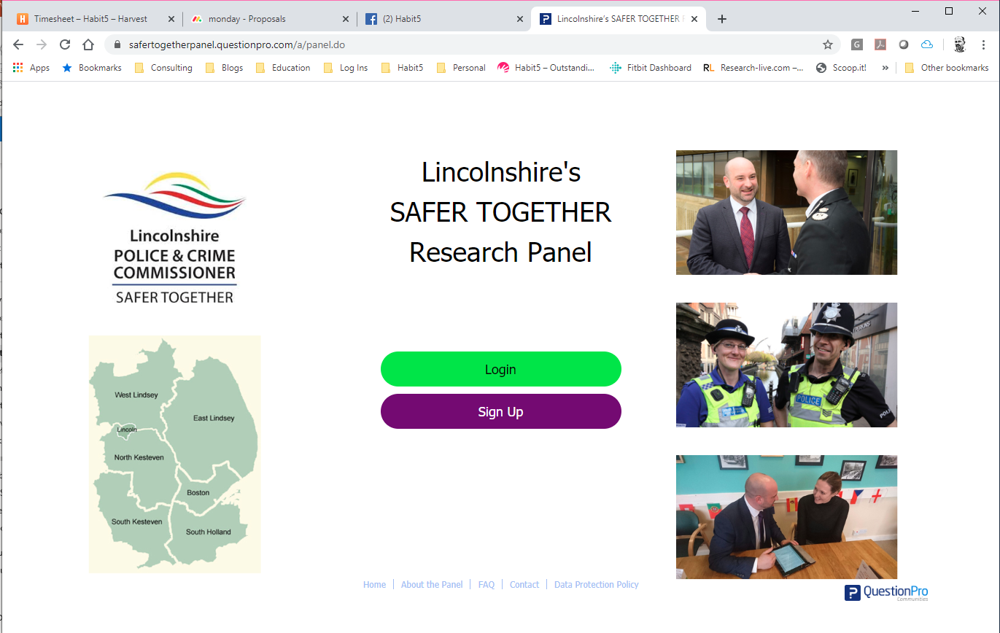 Timesheet – Habit5 – Harvest
monday - Proposals
(2) Habit5
Lincolnshire's SAFER TOGETHER
safertogetherpanel.questionpro.com/a/panel.do
Apps
Bookmarks
Consulting
Blogs
Education
Log Ins
Habit5
Personal
Habit5 – Outstandi...
Fitbit Dashboard
RL Research-live.com –...
Scoop.it!
»
Other bookmarks
Lincolnshire
POLICE & CRIME
COMMISSIONER
SAFER TOGETHER
West Lindsey
East Lindsey
Lincoln
North Kesteven
Boston
South Kesteven
South Holland
Lincolnshire's
SAFER TOGETHER
Research Panel
Login
Sign Up
POLICE
Home | About the Panel | FAQ | Contact | Data Protection Policy
QuestionPro
Communities